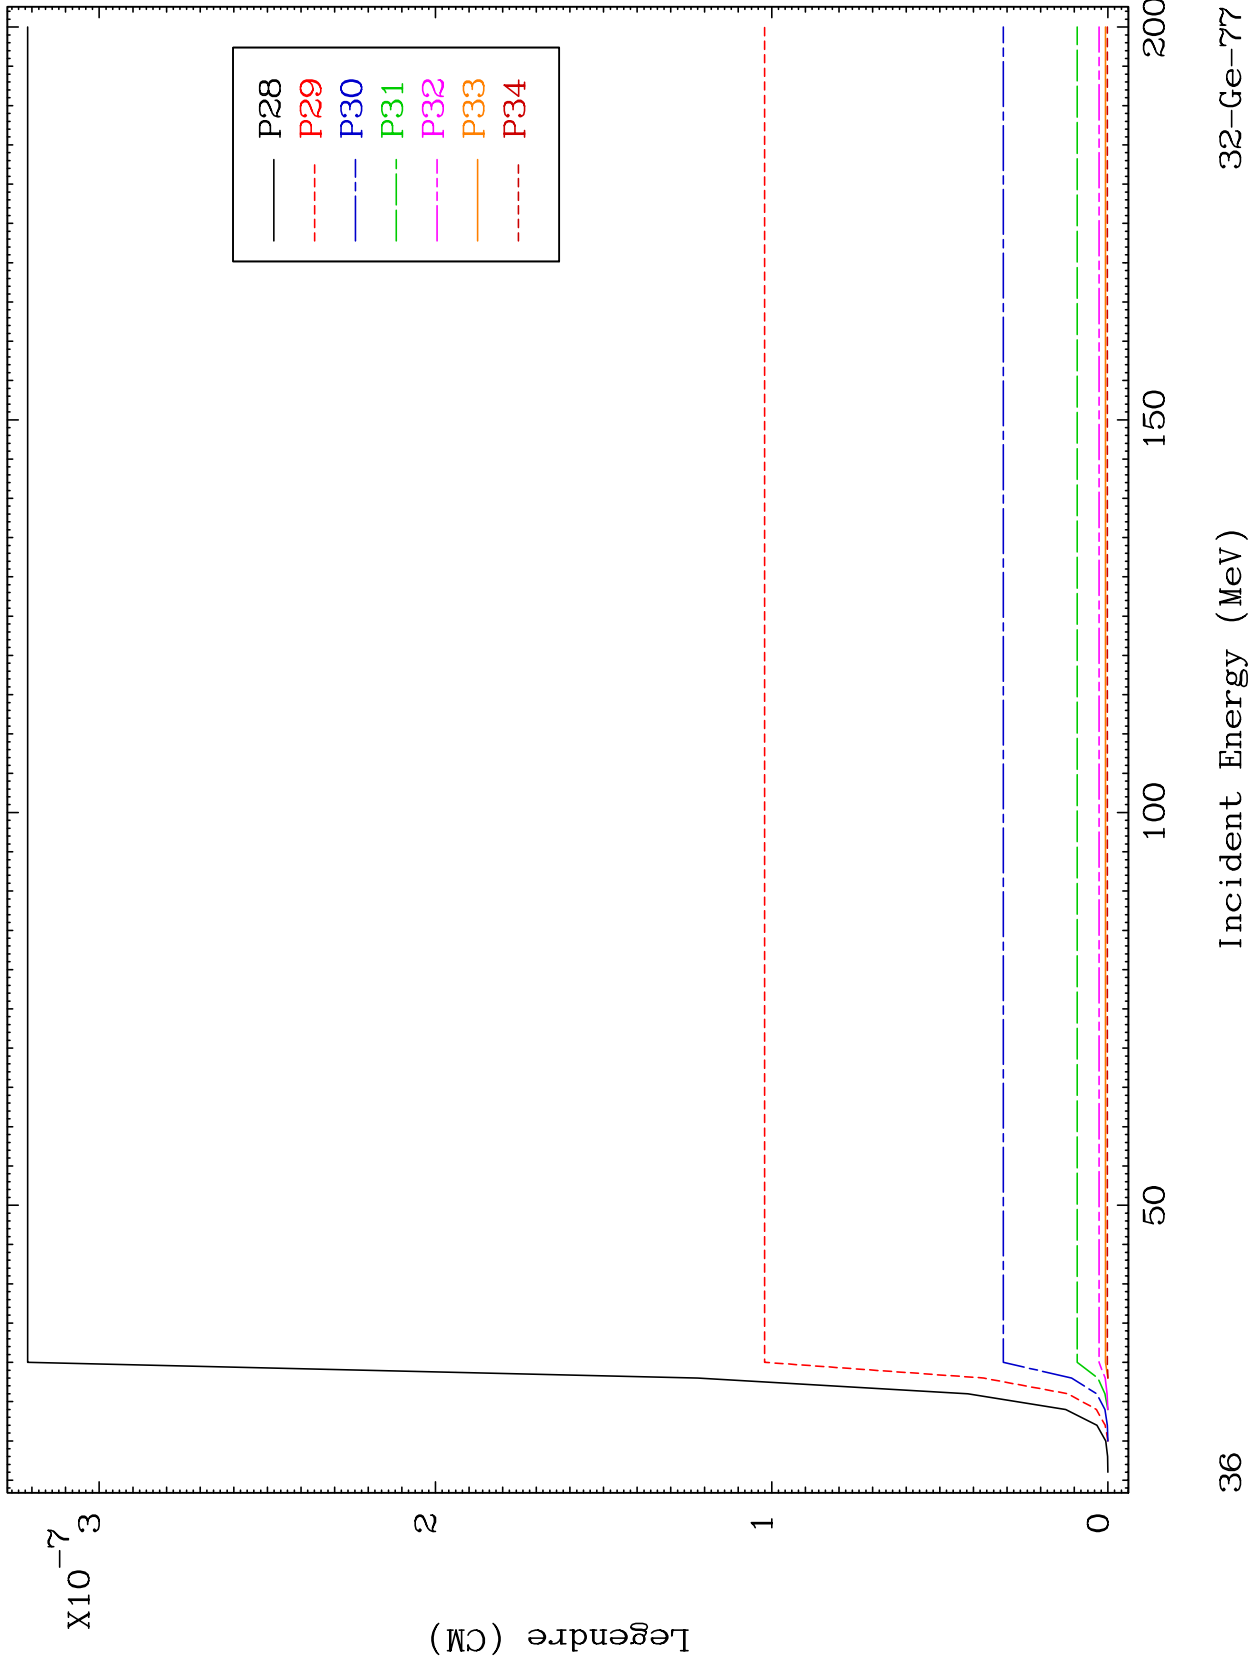 X10-7
3
2
1
0
Legendre (CM)
P28
P29
P30
P31
P32
P33
P34
50
100
150
200
Incident Energy (MeV)
36
32-Ge-77